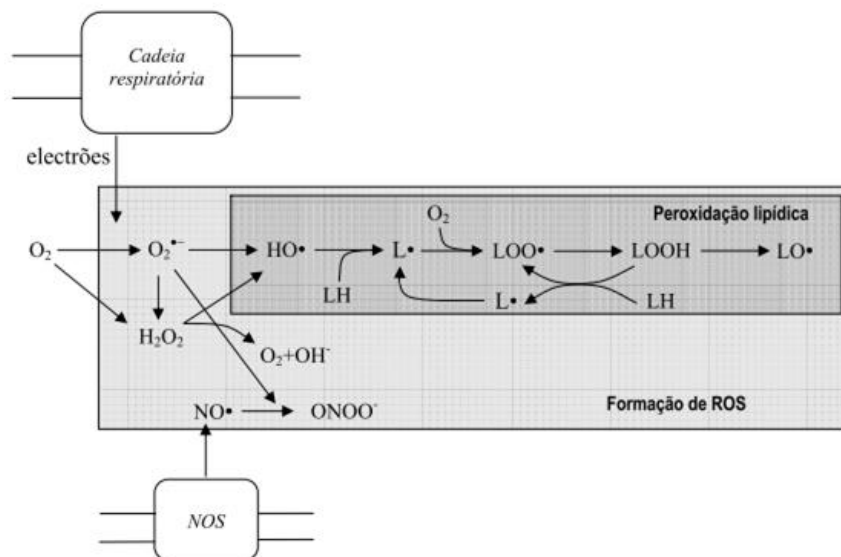 Cadeia
respiratória
electrões
Peroxidação lipídica
O₂
O₂ O₂•− HO• L• LOO• LOOH LO•
LH L• LH
H₂O₂
O₂+OH⁻
Formação de ROS
NO• ONOO⁻
NOS